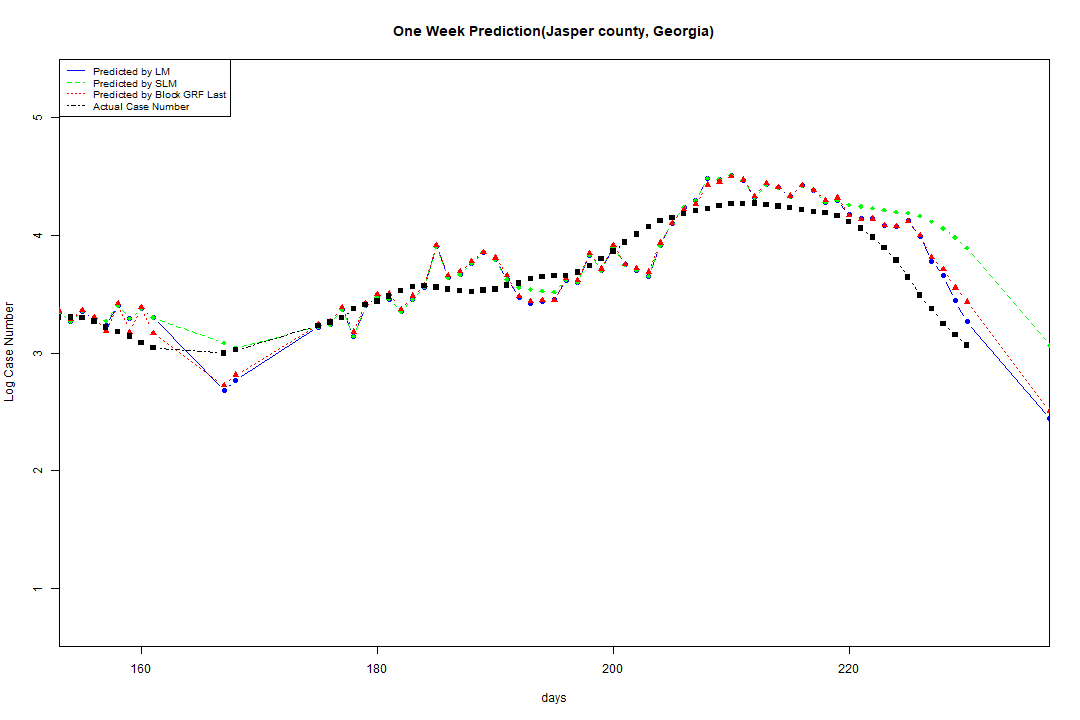 One Week Prediction(Jasper county, Georgia)
Predicted by LM
Predicted by SLM
Predicted by Block GRF Last
Actual Case Number
5
4
3
2
1
Log Case Number
160 180 200 220
days